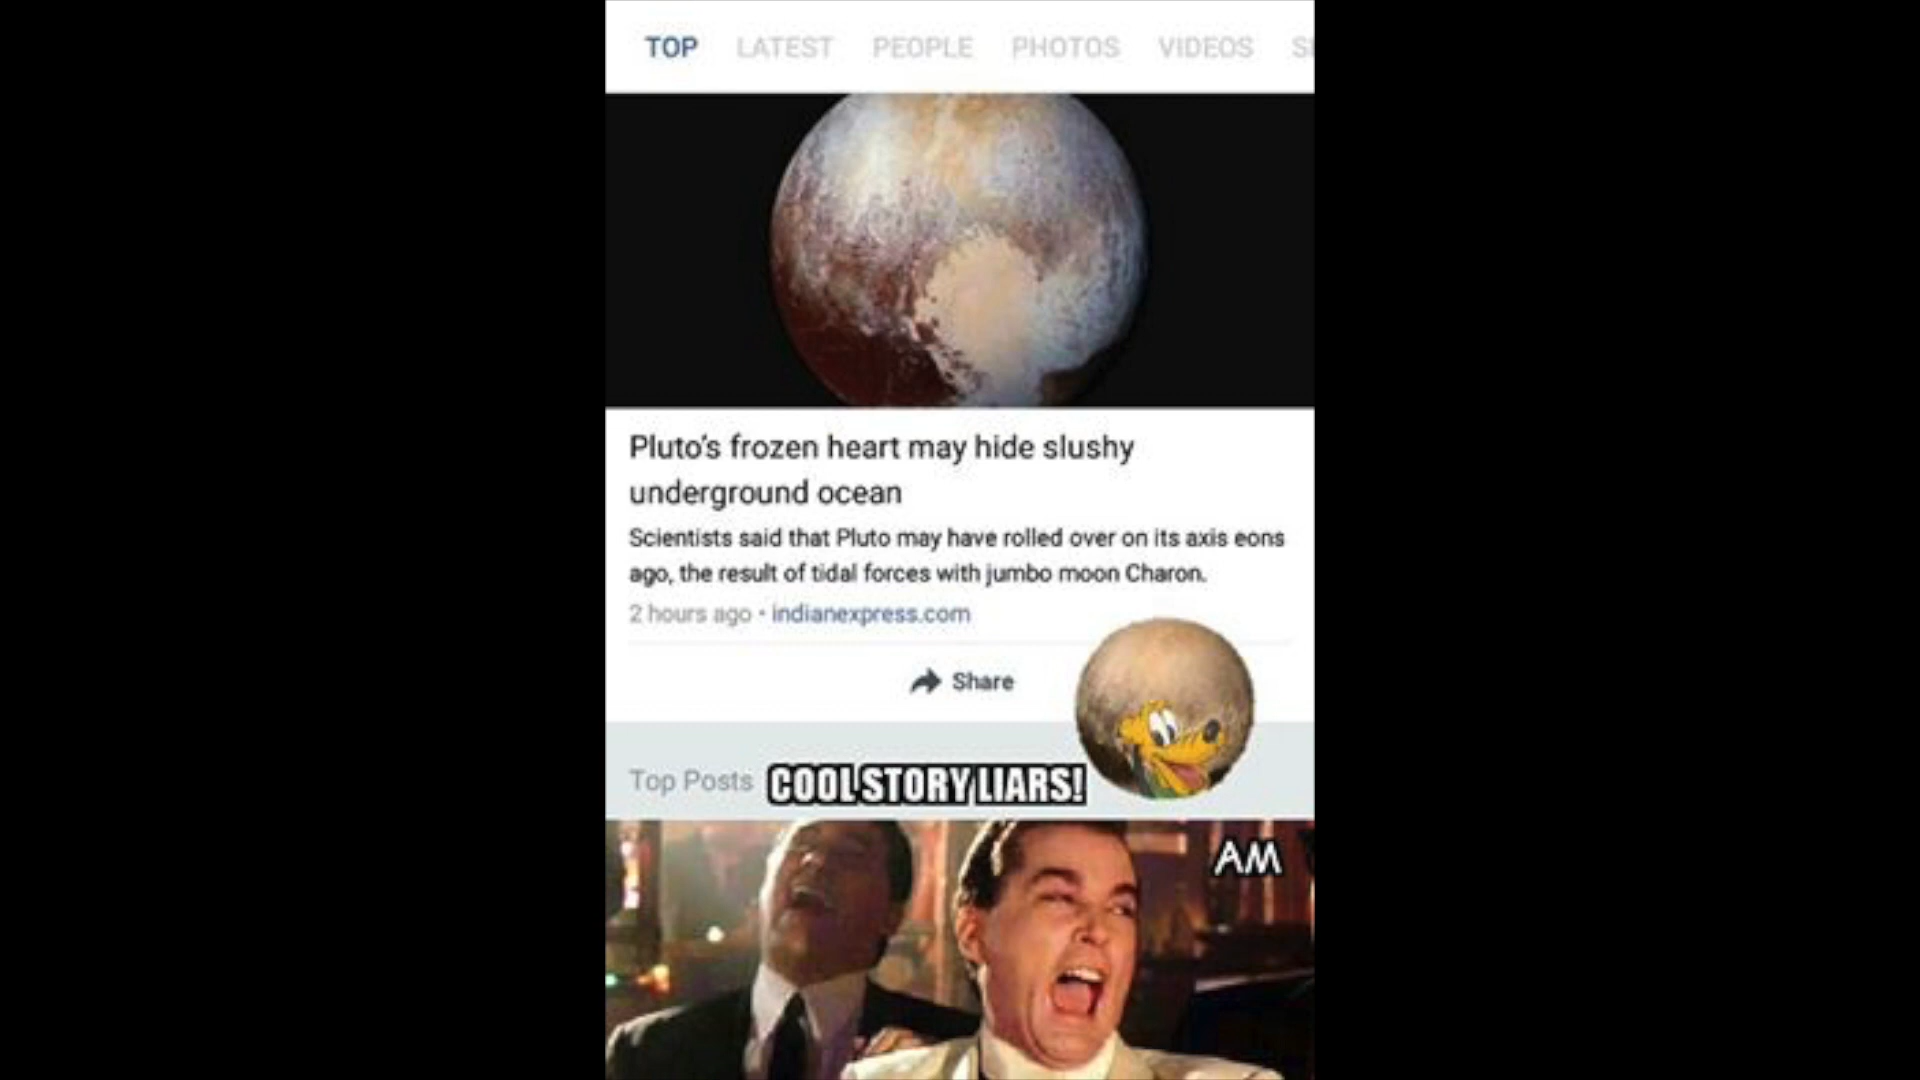 TOP LATEST PEOPLE PHOTOS VIDEOS
Pluto's frozen heart may hide slushy
underground ocean
Scientists said that Pluto may have rolled over on its axis eons
ago, the result of tidal forces with jumbo moon Charon.
2 hours ago · indianexpress.com
Share
Top Posts COOL STORY LIARS!
AM